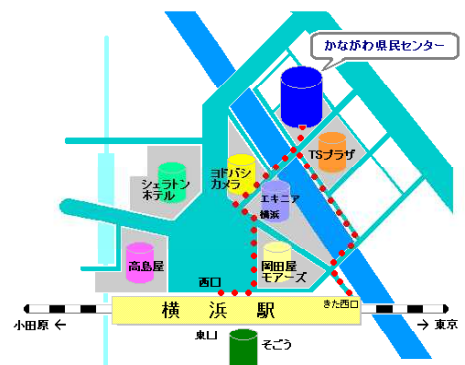 かながわ県民センター
TSプラザ
ヨドバシ
カメラ
シェラトン
ホテル
エキニア
横浜
高島屋
岡田屋
モアーズ
西口
きた西口
横浜駅
小田原 ←
→ 東京
東口
そごう